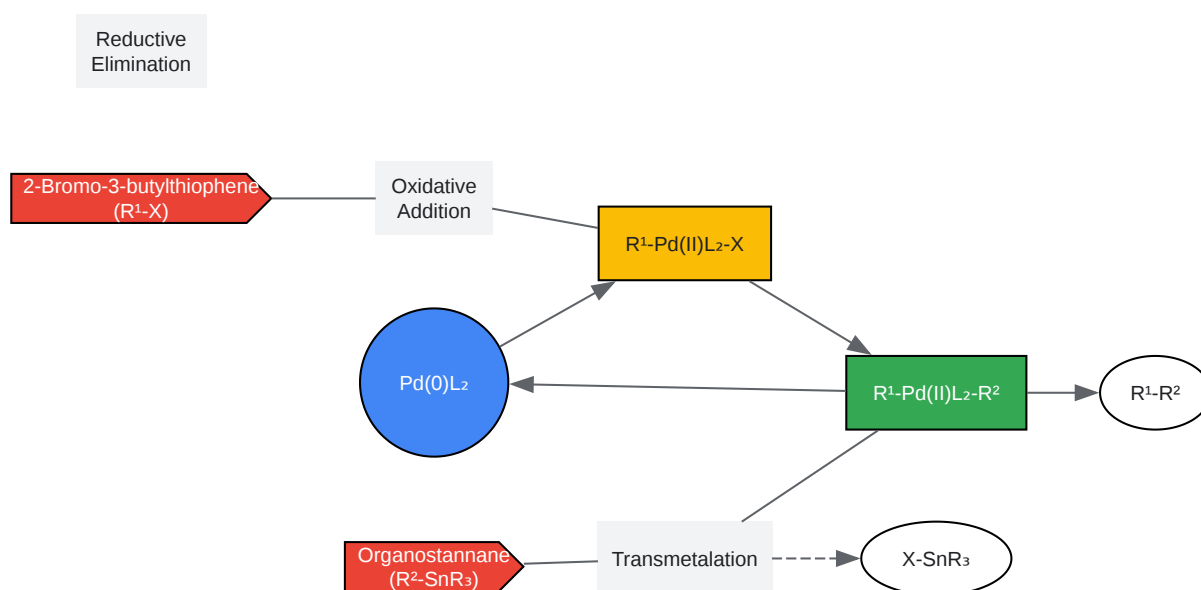 Reductive
Elimination
2-Bromo-3-butylthiophene
(R¹-X)
Oxidative
Addition
R¹-Pd(II)L₂-X
Pd(0)L₂
R¹-Pd(II)L₂-R²
R¹-R²
Organostannane
(R²-SnR₃)
Transmetalation
X-SnR₃